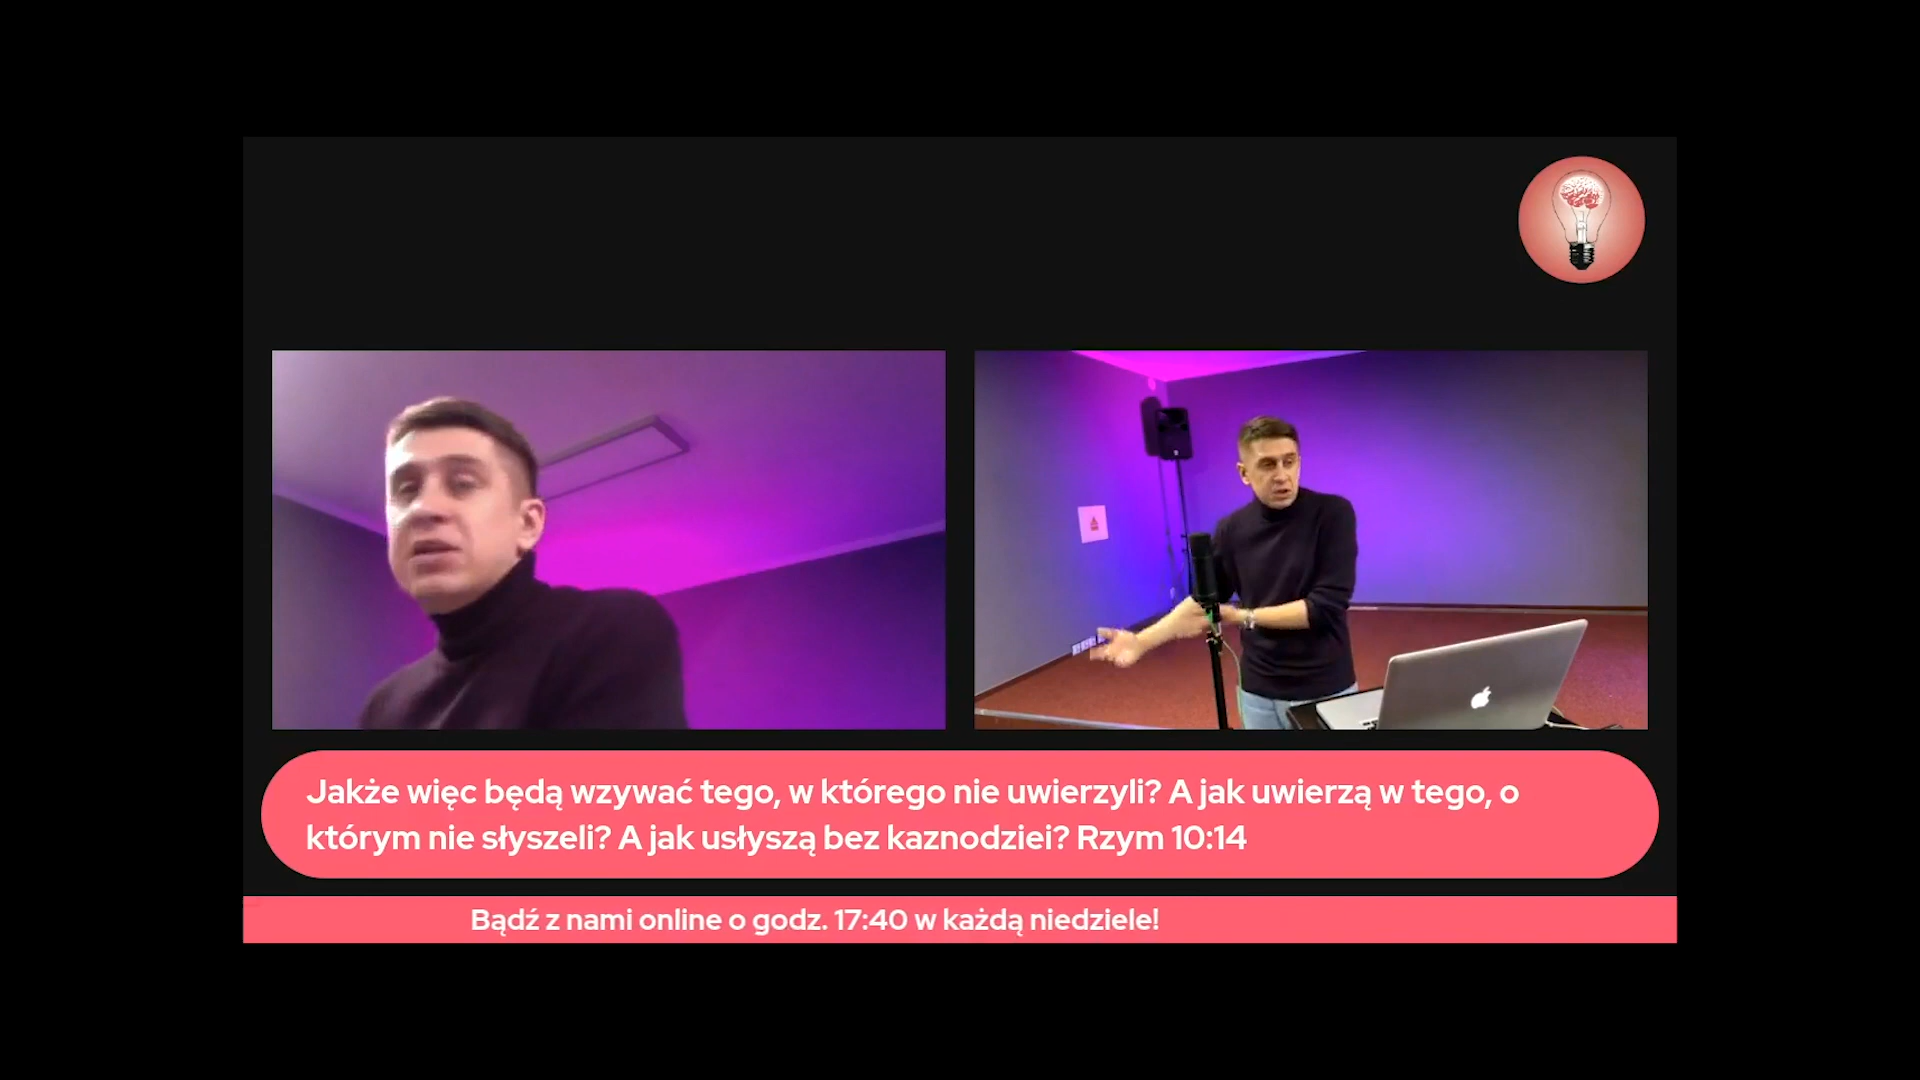 Jakże więc będą wzywać tego, w którego nie uwierzyli? A jak uwierzą w tego, o
którym nie słyszeli? A jak usłyszą bez kaznodziei? Rzym 10:14
Bądź z nami online o godz. 17:40 w każdą niedziele!